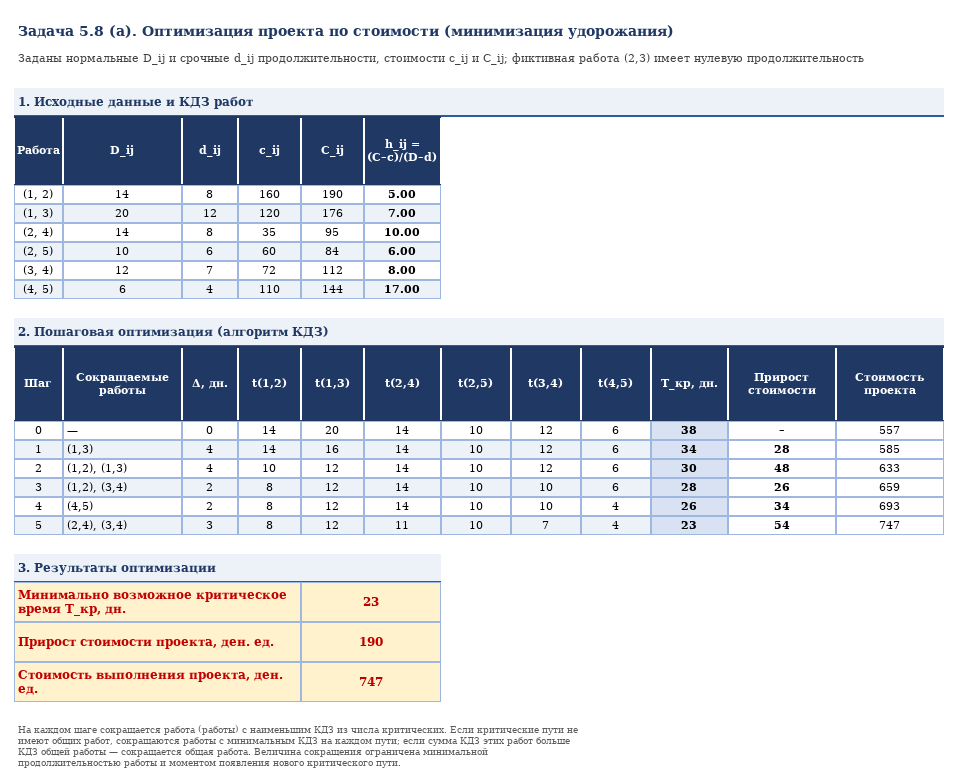 Задача 5.8 (а). Оптимизация проекта по стоимости (минимизация удорожания)
Заданы нормальные D_ij и срочные d_ij продолжительности, стоимости c_ij и C_ij; фиктивная работа (2,3) имеет нулевую продолжительность
1. Исходные данные и КДЗ работ
Работа D_ij d_ij c_ij C_ij h_ij = (C–c)/(D–d)
(1, 2) 14 8 160 190 5.00
(1, 3) 20 12 120 176 7.00
(2, 4) 14 8 35 95 10.00
(2, 5) 10 6 60 84 6.00
(3, 4) 12 7 72 112 8.00
(4, 5) 6 4 110 144 17.00
2. Пошаговая оптимизация (алгоритм КДЗ)
Шаг Сокращаемые работы Δ, дн. t(1,2) t(1,3) t(2,4) t(2,5) t(3,4) t(4,5) T_кр, дн. Прирост стоимости Стоимость проекта
0 — 0 14 20 14 10 12 6 38 – 557
1 (1,3) 4 14 16 14 10 12 6 34 28 585
2 (1,2), (1,3) 4 10 12 14 10 12 6 30 48 633
3 (1,2), (3,4) 2 8 12 14 10 10 6 28 26 659
4 (4,5) 2 8 12 14 10 10 4 26 34 693
5 (2,4), (3,4) 3 8 12 11 10 7 4 23 54 747
3. Результаты оптимизации
Минимально возможное критическое
время T_кр, дн. 23
Прирост стоимости проекта, ден. ед. 190
Стоимость выполнения проекта, ден.
ед. 747
На каждом шаге сокращается работа (работы) с наименьшим КДЗ из числа критических. Если критические пути не
имеют общих работ, сокращаются работы с минимальным КДЗ на каждом пути; если сумма КДЗ этих работ больше
КДЗ общей работы — сокращается общая работа. Величина сокращения ограничена минимальной
продолжительностью работы и моментом появления нового критического пути.